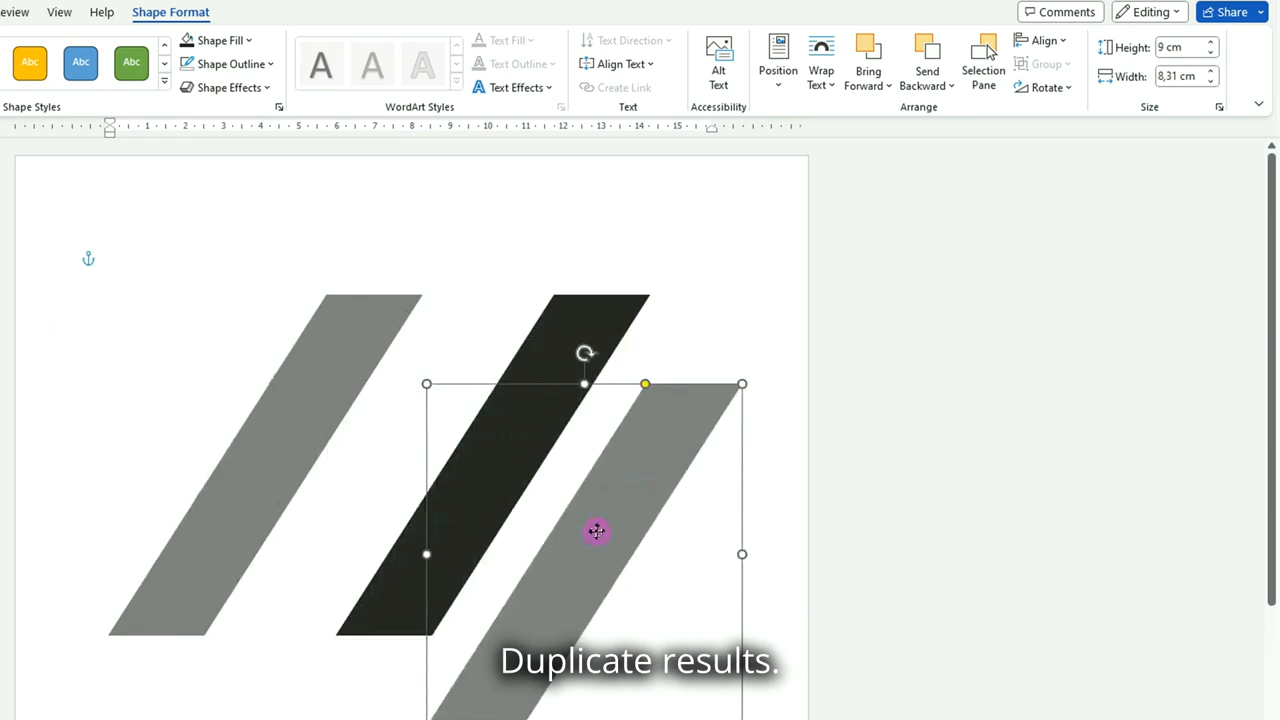 eview View Help Shape Format
Comments Editing Share
Abc Abc Abc
Shape Fill
Shape Outline
Shape Effects
Shape Styles
A A A
Text Fill
Text Outline
Text Effects
WordArt Styles
Text Direction
Align Text
Create Link
Text
Alt
Text
Accessibility
Position
Wrap
Text
Bring
Forward
Send
Backward
Selection
Pane
Align
Group
Rotate
Arrange
Height: 9 cm
Width: 8,31 cm
Size
1 2 3 4 5 6 7 8 9 10 11 12 13 14 15
Duplicate results.